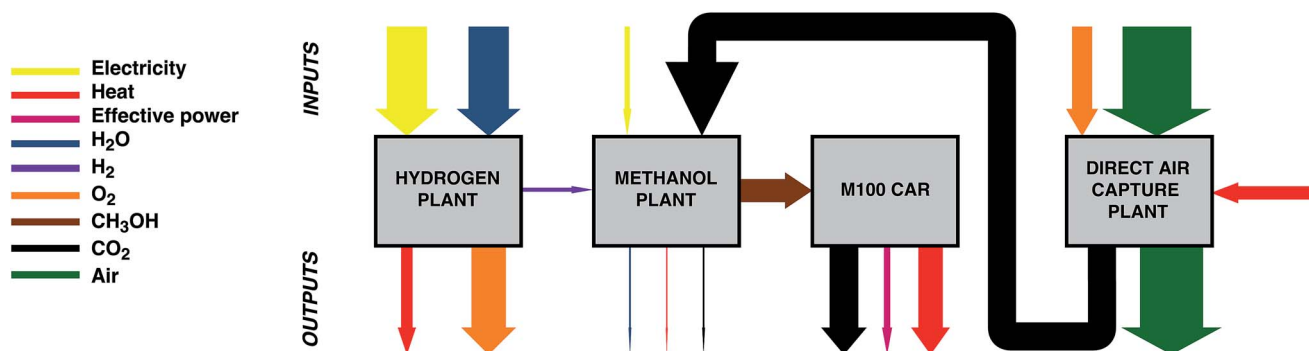 Electricity
Heat
Effective power
H₂O
H₂
O₂
CH₃OH
CO₂
Air
INPUTS
OUTPUTS
HYDROGEN
PLANT
METHANOL
PLANT
M100 CAR
DIRECT AIR
CAPTURE
PLANT